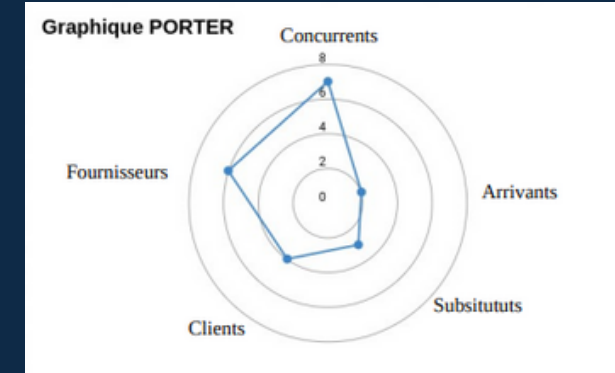 Graphique PORTER
Concurrents
8
6
4
2
0
Fournisseurs
Arrivants
Subsitututs
Clients